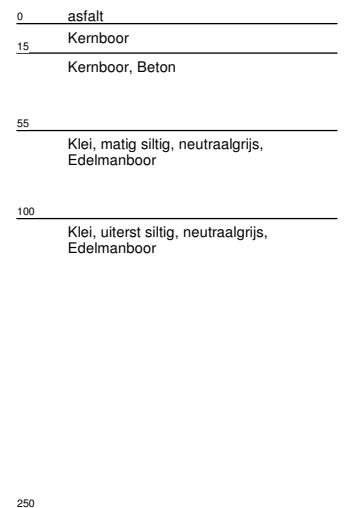 0 asfalt
Kernboor
15
Kernboor, Beton
55
Klei, matig siltig, neutraalgrijs,
Edelmanboor
100
Klei, uiterst siltig, neutraalgrijs,
Edelmanboor
250